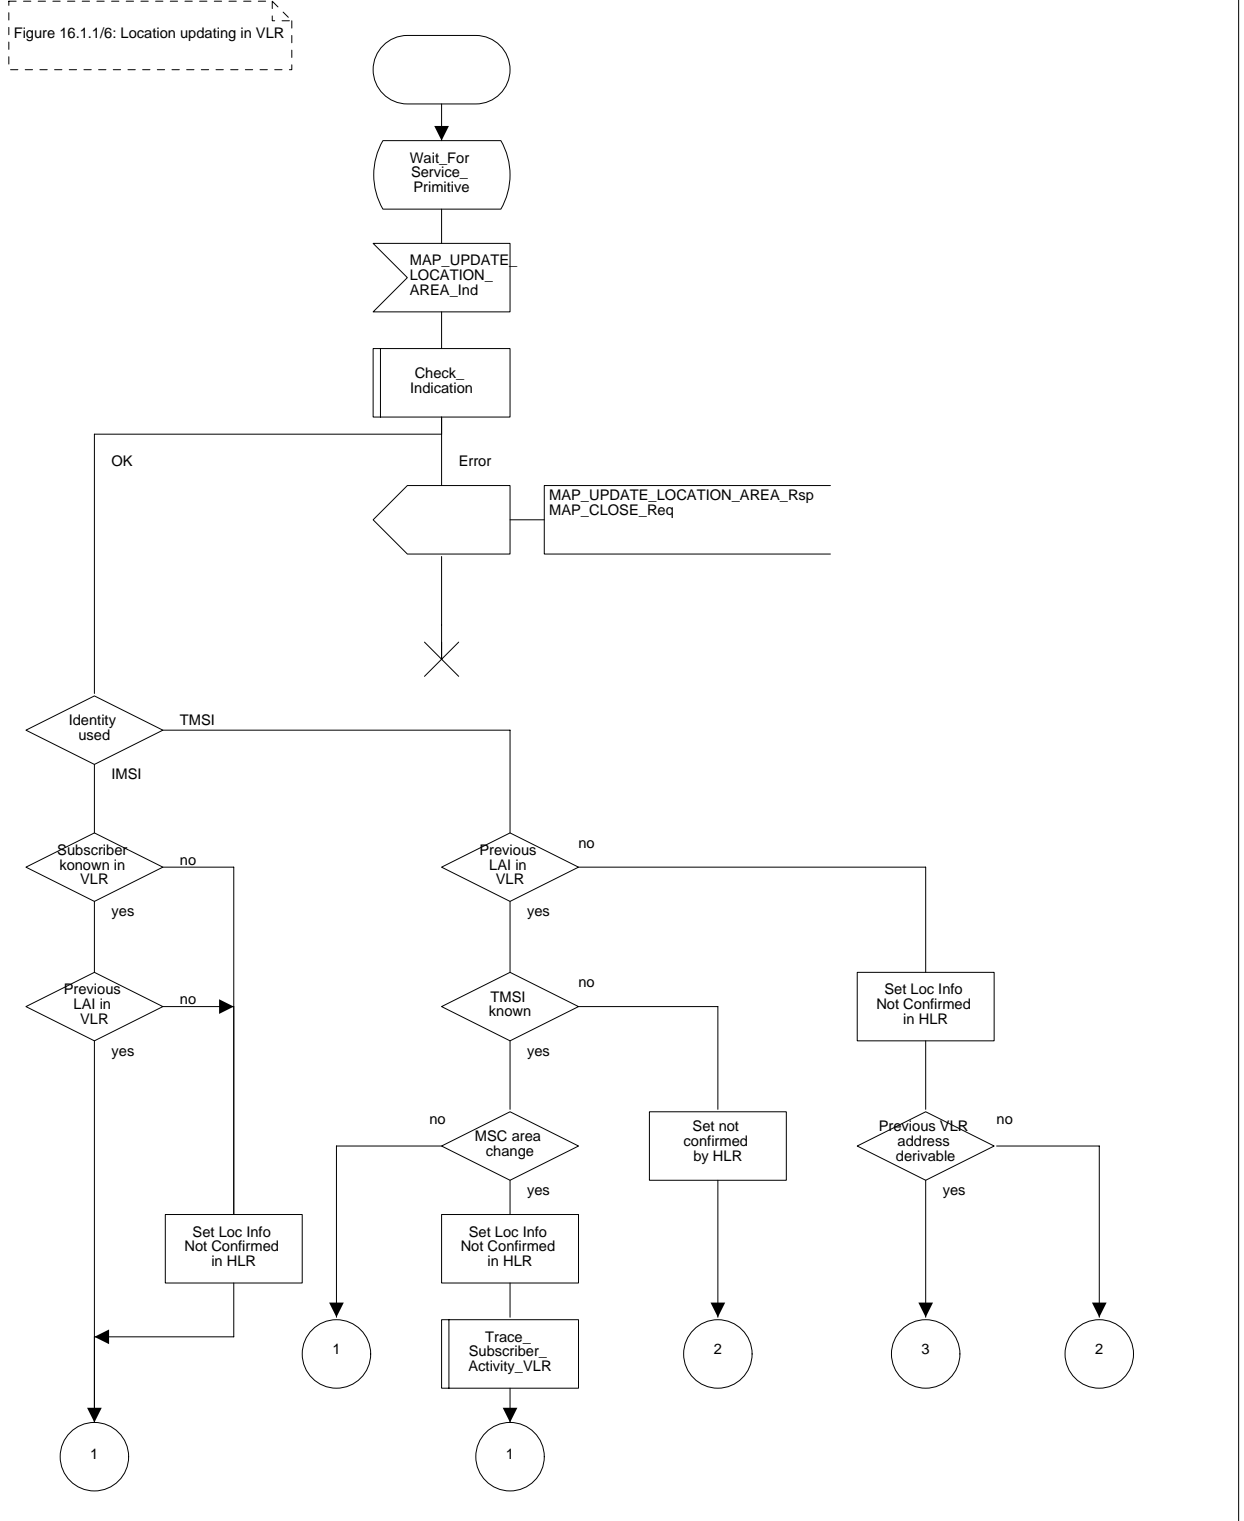 Figure 16.1.1/6: Location updating in VLR
Wait_For
Service_
Primitive
MAP_UPDATE_
LOCATION_
AREA_Ind
Check_
Indication
OK
Error
MAP_UPDATE_LOCATION_AREA_Rsp
MAP_CLOSE_Req
Identity
used
TMSI
IMSI
Subscriber
konown in
VLR
no
yes
Previous
LAI in
VLR
no
yes
Previous
LAI in
VLR
no
yes
TMSI
known
no
yes
Set Loc Info
Not Confirmed
in HLR
MSC area
change
no
yes
Set not
confirmed
by HLR
Previous VLR
address
derivable
no
yes
Set Loc Info
Not Confirmed
in HLR
Set Loc Info
Not Confirmed
in HLR
Trace_
Subscriber_
Activity_VLR
1
2
3
2
1
1